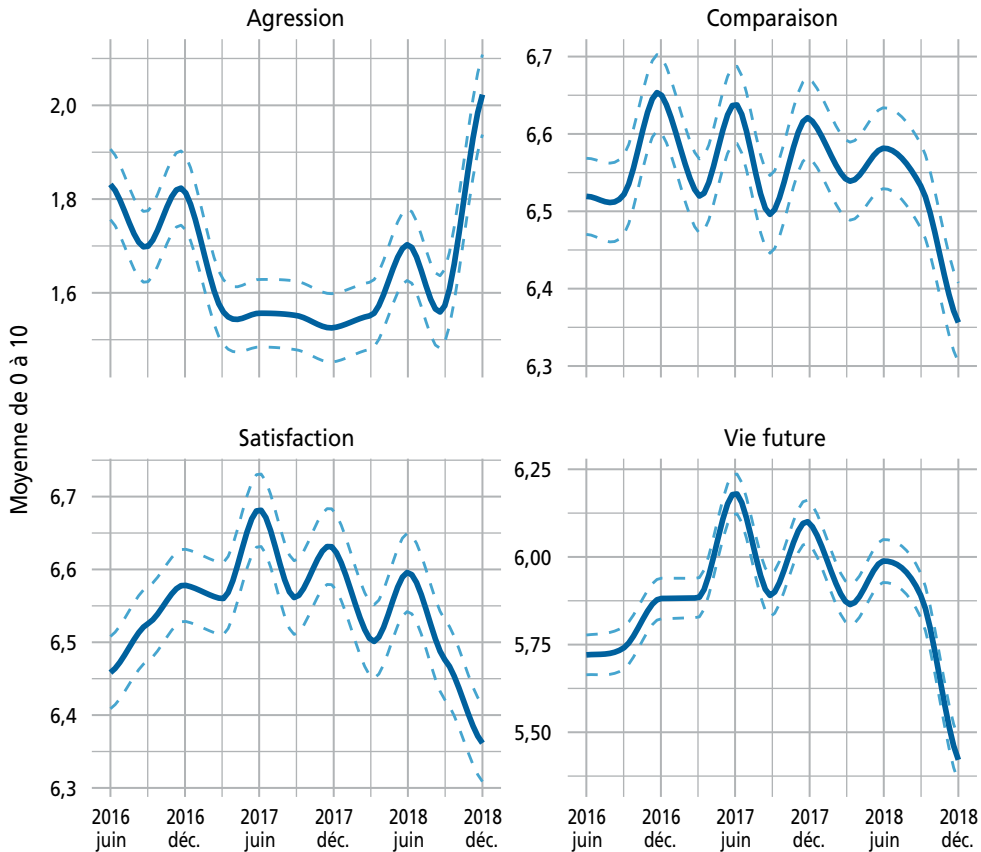 Agression
Comparaison
2,0
1,8
1,6
6,7
6,6
6,5
6,4
6,3
Moyenne de 0 à 10
Satisfaction
Vie future
6,7
6,6
6,5
6,4
6,3
6,25
6,00
5,75
5,50
2016 2016 2017 2017 2018 2018
juin déc. juin déc. juin déc.
2016 2016 2017 2017 2018 2018
juin déc. juin déc. juin déc.